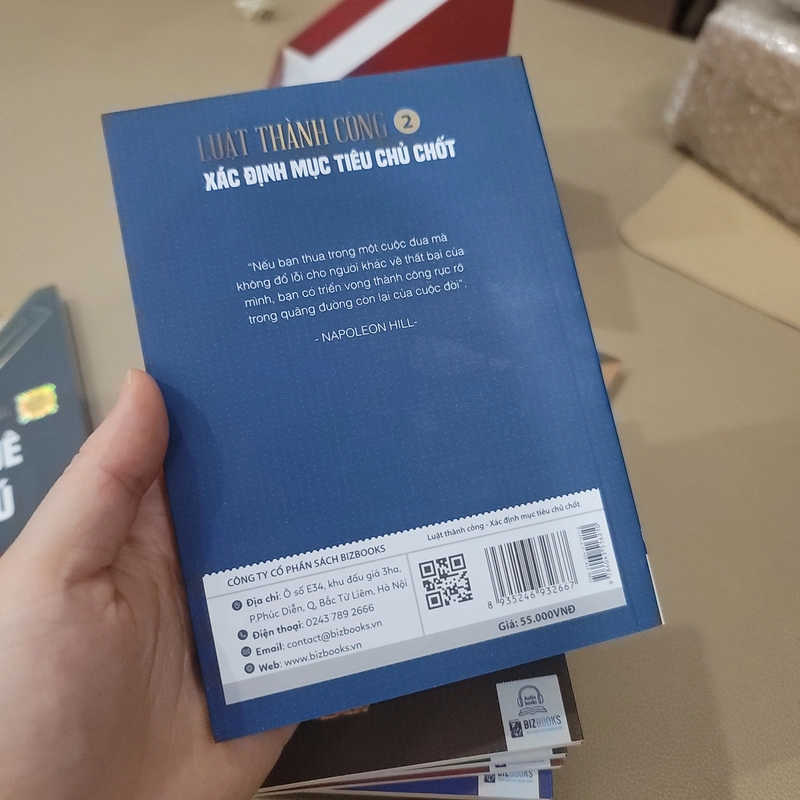 LUẬT THÀNH CÔNG 2
XÁC ĐỊNH MỤC TIÊU CHỦ CHỐT
“Nếu bạn thua trong một cuộc đua mà
không đổ lỗi cho người khác về thất bại của
mình, bạn có triển vọng thành công rực rỡ
trong quãng đường còn lại của cuộc đời”.
- NAPOLEON HILL-
CÔNG TY CỔ PHẦN SÁCH BIZBOOKS
Địa chỉ: Ô số E34, khu đấu giá 3ha,
P.Phúc Diễn, Q. Bắc Từ Liêm, Hà Nội
Điện thoại: 0243 789 2666
Email: contact@bizbooks.vn
Web: www.bizbooks.vn
Luật thành công - Xác định mục tiêu chủ chốt
8 935246 932667
Giá: 55.000VNĐ
BIZBOOKS
BIZBOOKS